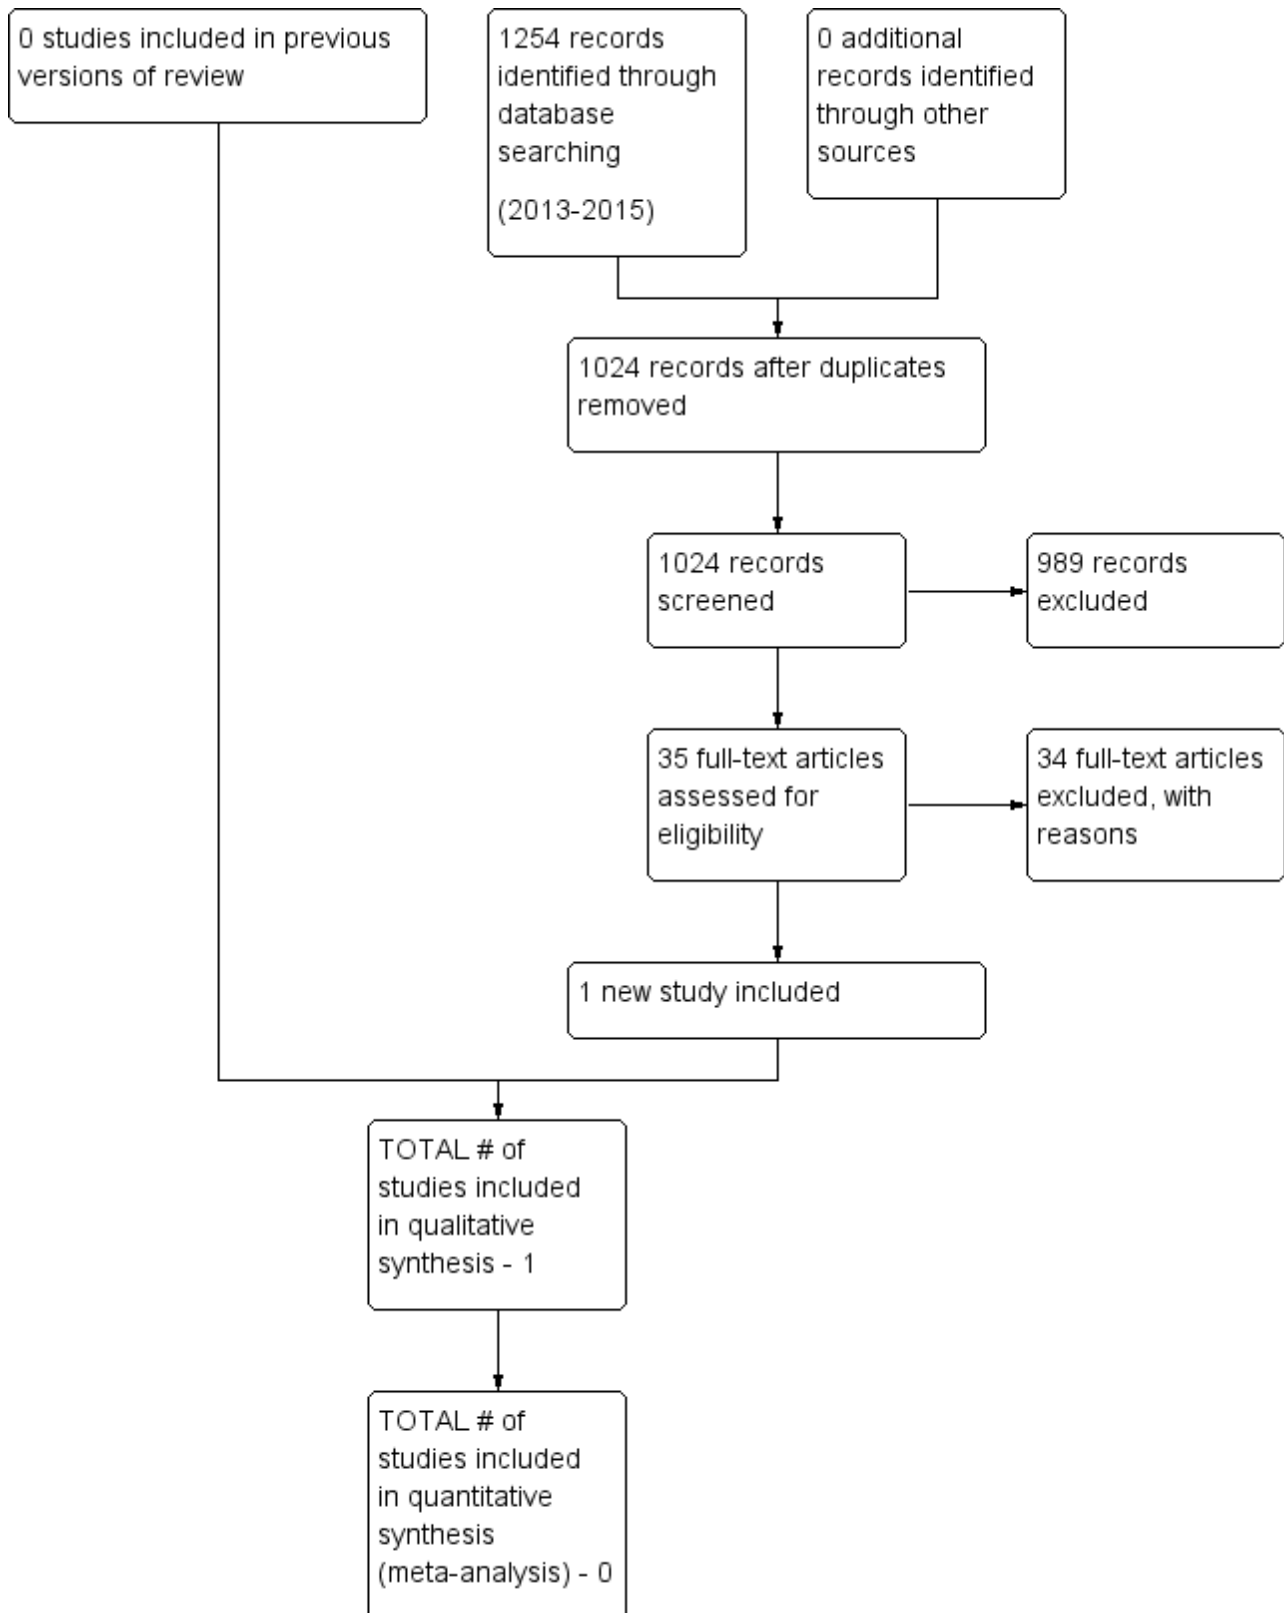 0 studies included in previous
versions of review
1254 records
identified through
database
searching
(2013-2015)
0 additional
records identified
through other
sources
1024 records after duplicates
removed
1024 records
screened
989 records
excluded
35 full-text articles
assessed for
eligibility
34 full-text articles
excluded, with
reasons
1 new study included
TOTAL # of
studies included
in qualitative
synthesis - 1
TOTAL # of
studies included
in quantitative
synthesis
(meta-analysis) - 0